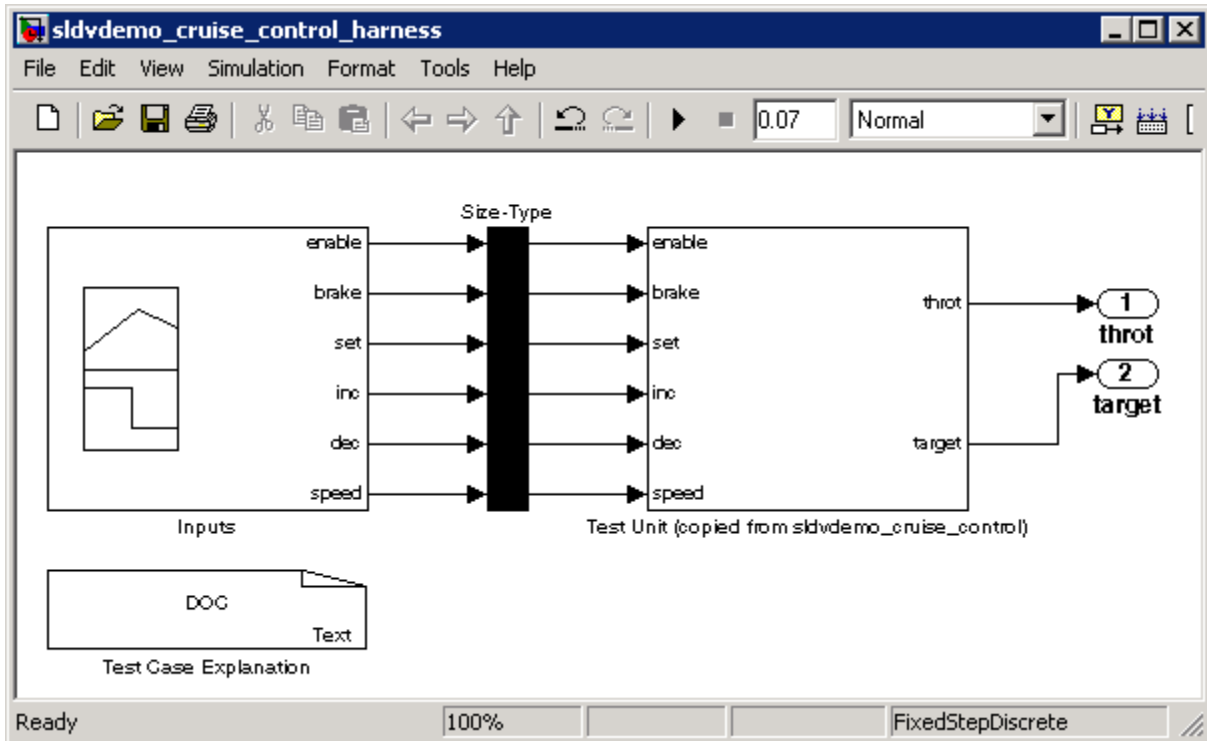 sldvdemo_cruise_control_harness
File Edit View Simulation Format Tools Help
0.07 Normal
Size-Type
enable
brake
set
inc
dec
speed
Inputs
enable
brake
set
inc
dec
speed
throt
target
Test Unit (copied from sldvdemo_cruise_control)
1
throt
2
target
DOC
Text
Test Case Explanation
Ready 100% FixedStepDiscrete